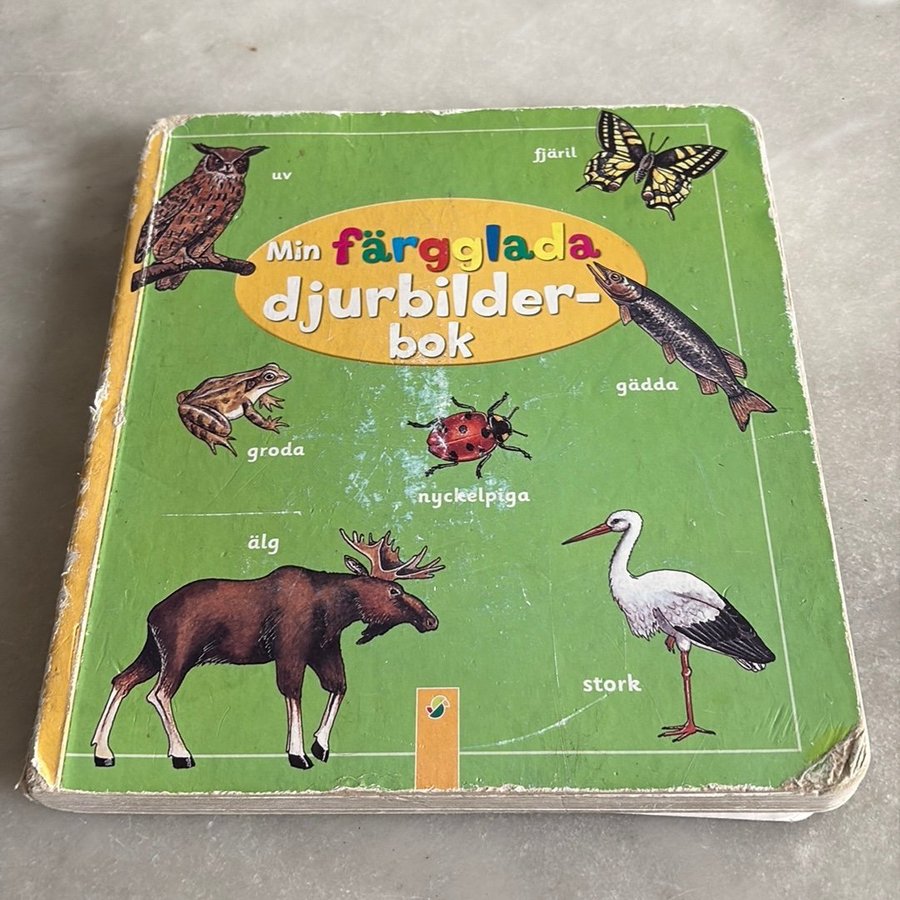 uv
fjäril
Min färgglada
djurbilder-
bok
gädda
groda
nyckelpiga
älg
stork